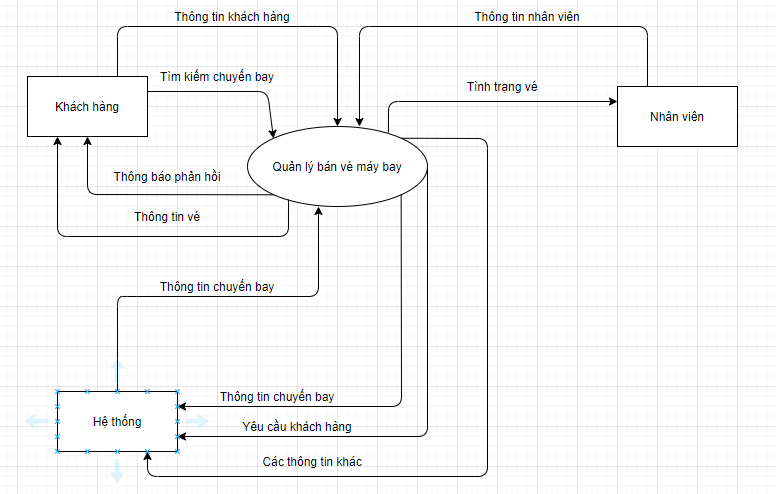 Thông tin khách hàng
Thông tin nhân viên
Tìm kiếm chuyến bay
Tình trạng vé
Khách hàng
Nhân viên
Quản lý bán vé máy bay
Thông báo phản hồi
Thông tin vé
Thông tin chuyến bay
Thông tin chuyến bay
Hệ thống
Yêu cầu khách hàng
Các thông tin khác